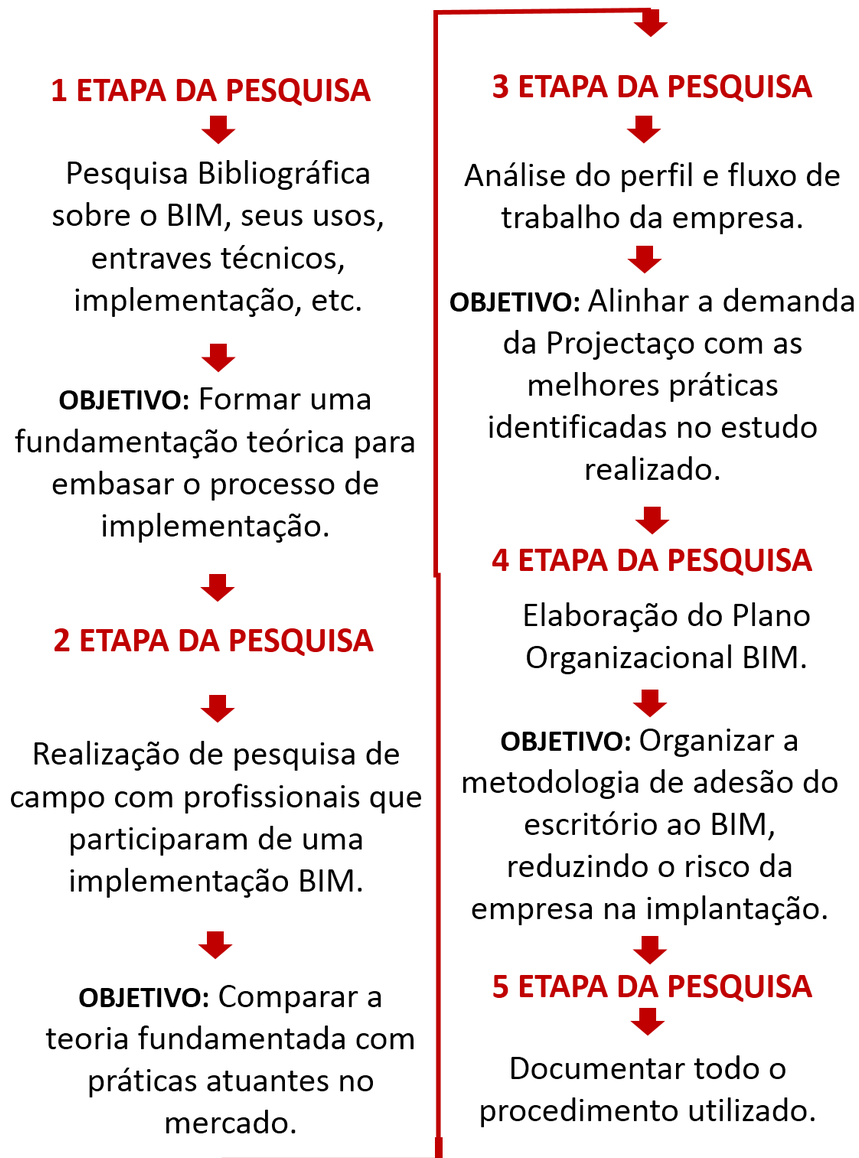 1 ETAPA DA PESQUISA
Pesquisa Bibliográfica
sobre o BIM, seus usos,
entraves técnicos,
implementação, etc.
OBJETIVO: Formar uma
fundamentação teórica para
embasar o processo de
implementação.
2 ETAPA DA PESQUISA
Realização de pesquisa de
campo com profissionais que
participaram de uma
implementação BIM.
OBJETIVO: Comparar a
teoria fundamentada com
práticas atuantes no
mercado.
3 ETAPA DA PESQUISA
Análise do perfil e fluxo de
trabalho da empresa.
OBJETIVO: Alinhar a demanda
da Projectaço com as
melhores práticas
identificadas no estudo
realizado.
4 ETAPA DA PESQUISA
Elaboração do Plano
Organizacional BIM.
OBJETIVO: Organizar a
metodologia de adesão do
escritório ao BIM,
reduzindo o risco da
empresa na implantação.
5 ETAPA DA PESQUISA
Documentar todo o
procedimento utilizado.